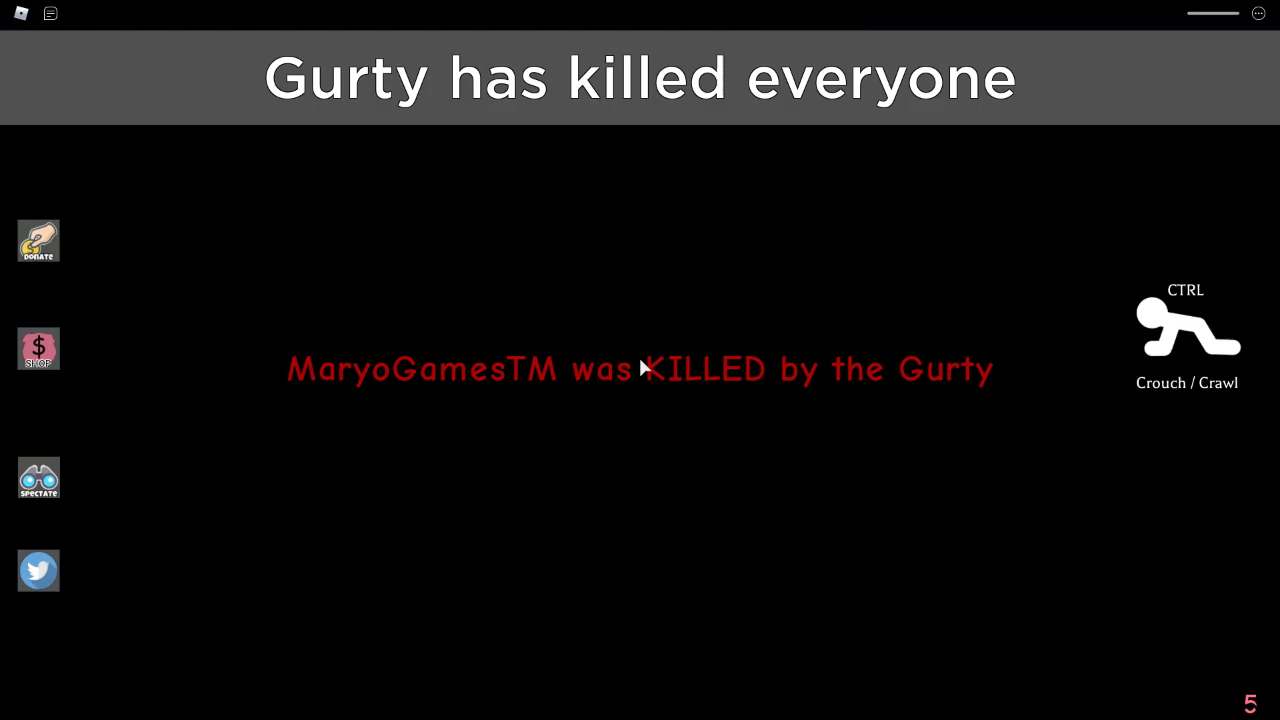 Gurty has killed everyone
DONATE
$
SHOP
CTRL
MaryoGamesTM was KILLED by the Gurty
Crouch / Crawl
SPECTATE
5